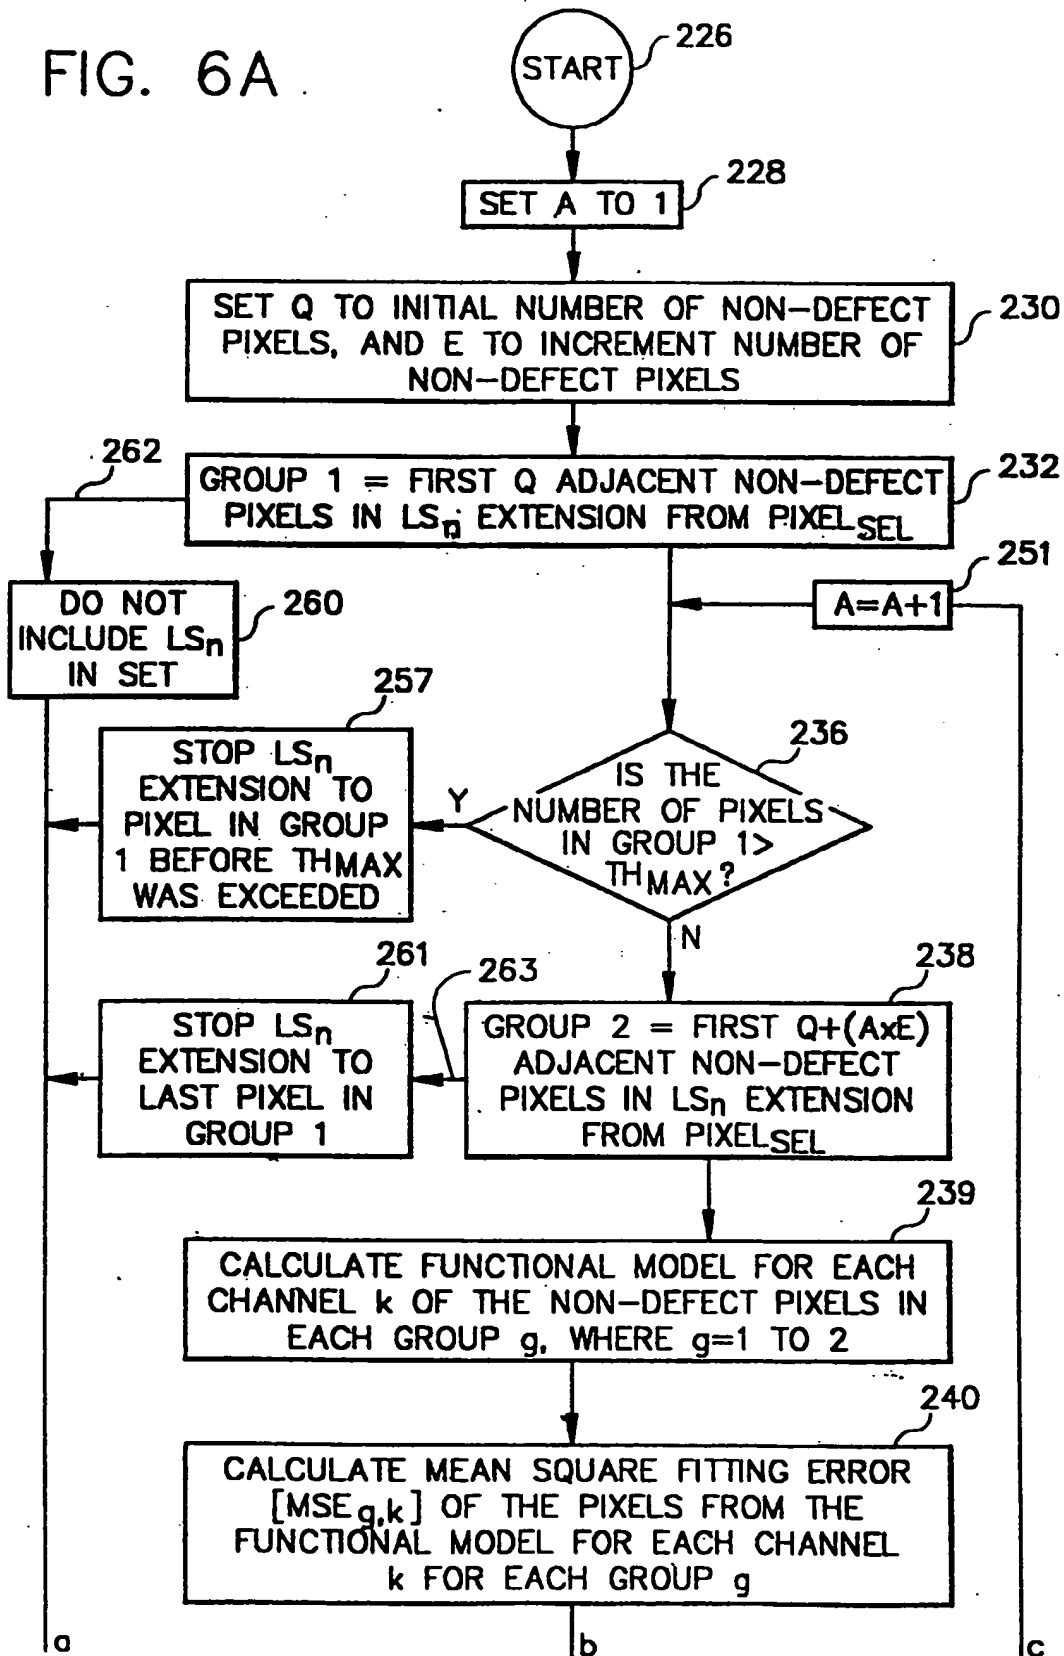 FIG. 6A
START
226
SET A TO 1
228
SET Q TO INITIAL NUMBER OF NON-DEFECT
PIXELS, AND E TO INCREMENT NUMBER OF
NON-DEFECT PIXELS
230
262
GROUP 1 = FIRST Q ADJACENT NON-DEFECT
PIXELS IN LSn EXTENSION FROM PIXELSEL
232
251
A=A+1
DO NOT
INCLUDE LSn
IN SET
260
257
STOP LSn
EXTENSION TO
PIXEL IN GROUP
1 BEFORE THMAX
WAS EXCEEDED
Y
236
IS THE
NUMBER OF PIXELS
IN GROUP 1>
THMAX?
N
261
263
238
STOP LSn
EXTENSION TO
LAST PIXEL IN
GROUP 1
GROUP 2 = FIRST Q+(AxE)
ADJACENT NON-DEFECT
PIXELS IN LSn EXTENSION
FROM PIXELSEL
239
CALCULATE FUNCTIONAL MODEL FOR EACH
CHANNEL k OF THE NON-DEFECT PIXELS IN
EACH GROUP g, WHERE g=1 TO 2
240
CALCULATE MEAN SQUARE FITTING ERROR
[MSEg,k] OF THE PIXELS FROM THE
FUNCTIONAL MODEL FOR EACH CHANNEL
k FOR EACH GROUP g
a
b
c